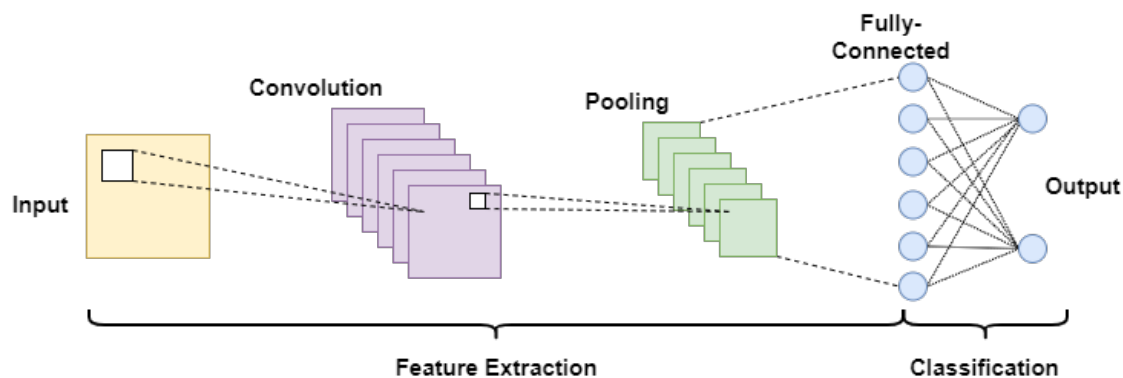 Fully-
Connected
Convolution
Pooling
Input
Output
Feature Extraction
Classification